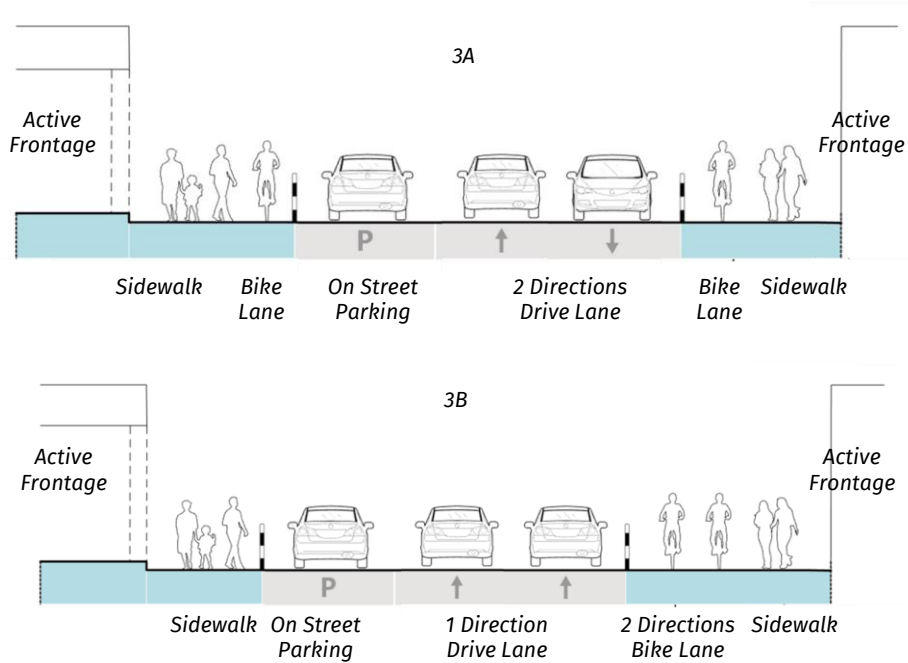 3A
Active
Frontage
Active
Frontage
P
Sidewalk
Bike
Lane
On Street
Parking
2 Directions
Drive Lane
Bike
Lane
Sidewalk
3B
Active
Frontage
Active
Frontage
P
Sidewalk
On Street
Parking
1 Direction
Drive Lane
2 Directions
Bike Lane
Sidewalk